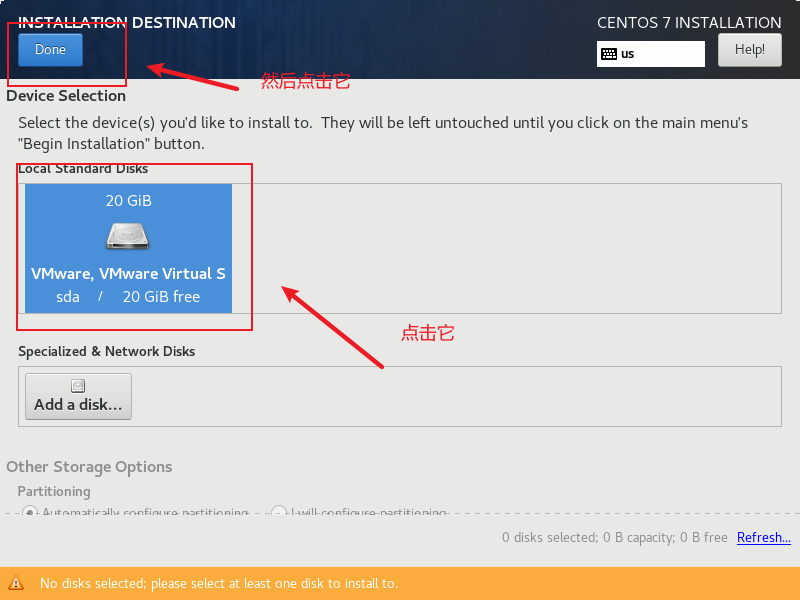 INSTALLATION DESTINATION
CENTOS 7 INSTALLATION
Done
us
Help!
然后点击它
Device Selection
Select the device(s) you'd like to install to.  They will be left untouched until you click on the main menu's
"Begin Installation" button.
Local Standard Disks
20 GiB
VMware, VMware Virtual S
sda / 20 GiB free
点击它
Specialized & Network Disks
Add a disk...
Other Storage Options
Partitioning
Automatically configure partitioning. I will configure partitioning.
0 disks selected; 0 B capacity; 0 B free Refresh...
No disks selected; please select at least one disk to install to.